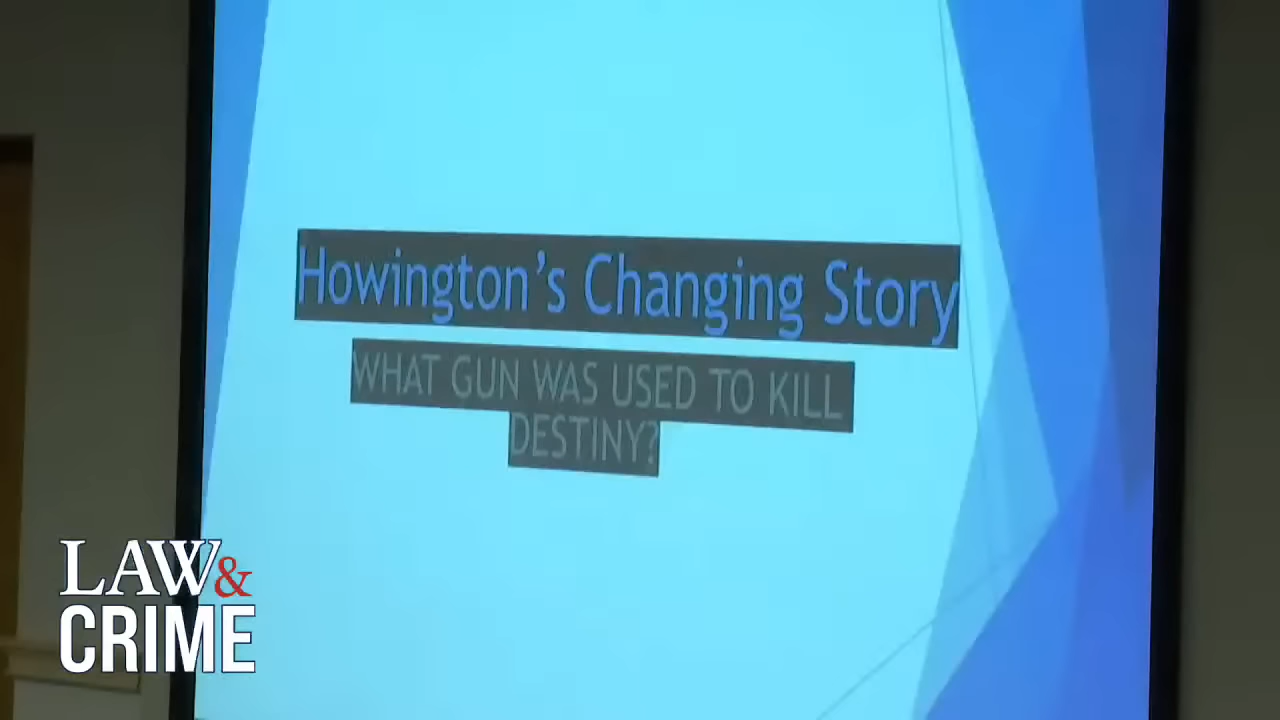 Howington's Changing Story
WHAT GUN WAS USED TO KILL
DESTINY?
LAW&
CRIME